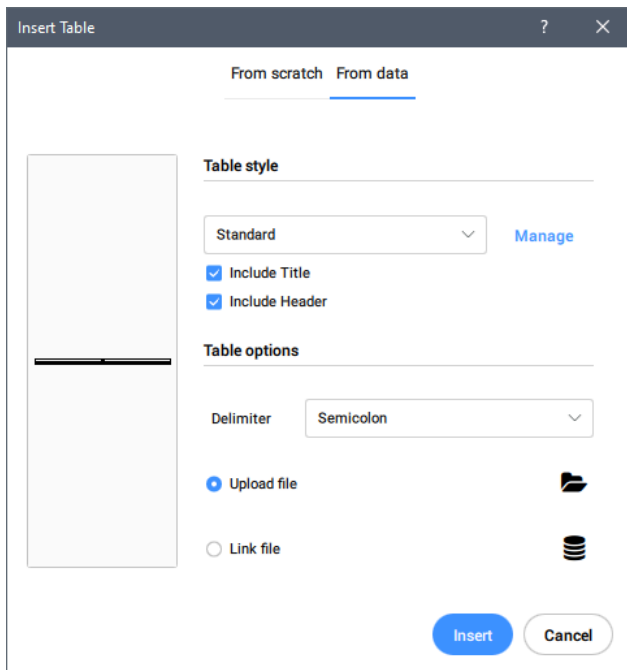 Insert Table ?
From scratch From data
Table style
Standard Manage
Include Title
Include Header
Table options
Delimiter Semicolon
Upload file
Link file
Insert Cancel